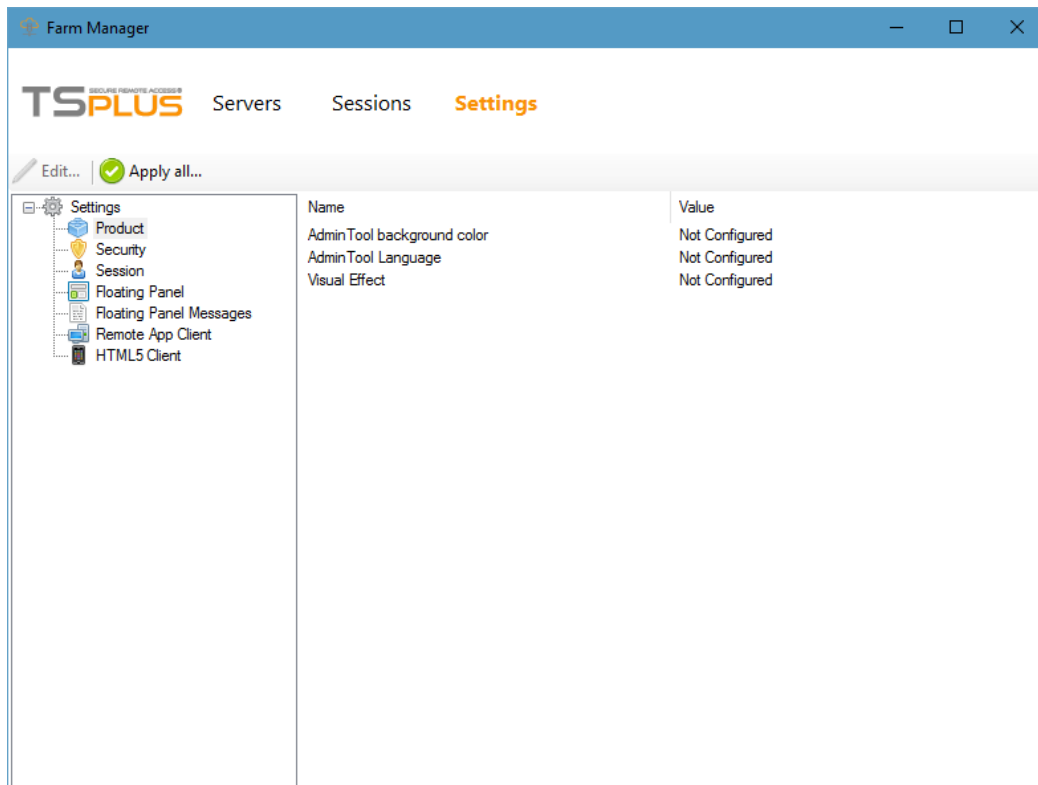 Farm Manager
SECURE REMOTE ACCESS®
TSPLUS Servers Sessions Settings
Edit... Apply all...
Settings
Product
Security
Session
Floating Panel
Floating Panel Messages
Remote App Client
HTML5 Client
Name Value
AdminTool background color Not Configured
AdminTool Language Not Configured
Visual Effect Not Configured